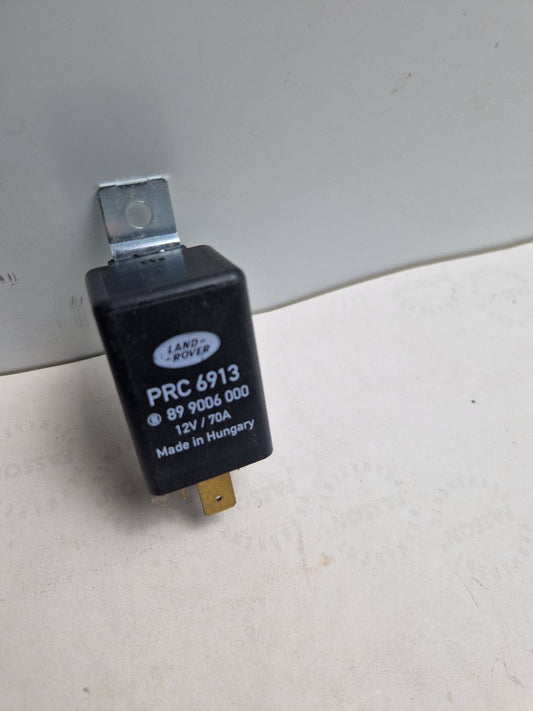 LAND-
-ROVER
PRC 6913
S 89 9006 000
12V / 70A
Made in Hungary